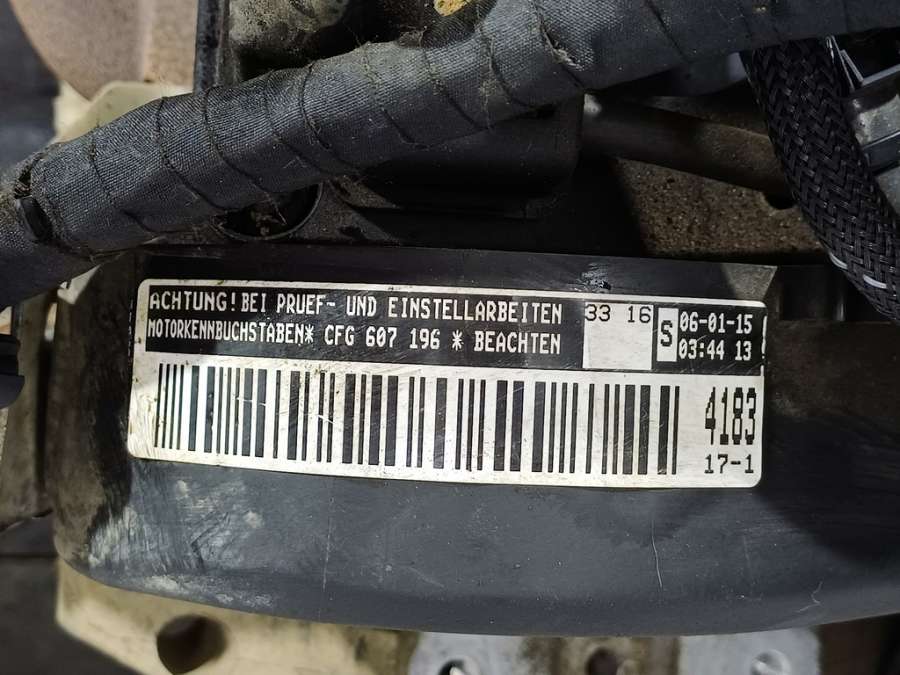 ACHTUNG! BEI PRUEF- UND EINSTELLARBEITEN
MOTORKENNBUCHSTABEN* CFG 607 196 * BEACHTEN
33 16
S
06-01-15
03:44 13
4183
17-1